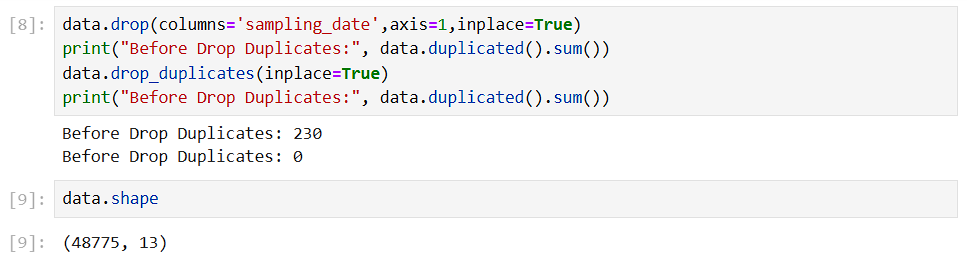 [8]: data.drop(columns='sampling_date',axis=1,inplace=True)
print("Before Drop Duplicates:", data.duplicated().sum())
data.drop_duplicates(inplace=True)
print("Before Drop Duplicates:", data.duplicated().sum())
Before Drop Duplicates: 230
Before Drop Duplicates: 0
[9]: data.shape
[9]: (48775, 13)